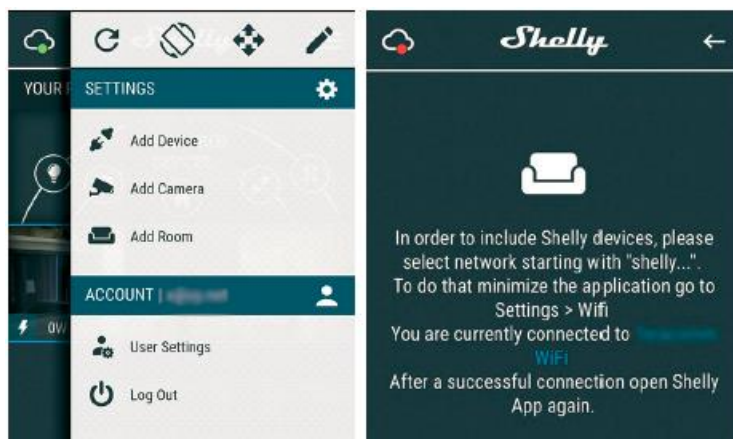 YOUR
SETTINGS
Add Device
Add Camera
Add Room
ACCOUNT |
0W
User Settings
Log Out
Shelly
In order to include Shelly devices, please
select network starting with "shelly...".
To do that minimize the application go to
Settings > Wifi
You are currently connected to
WiFi
After a successful connection open Shelly
App again.